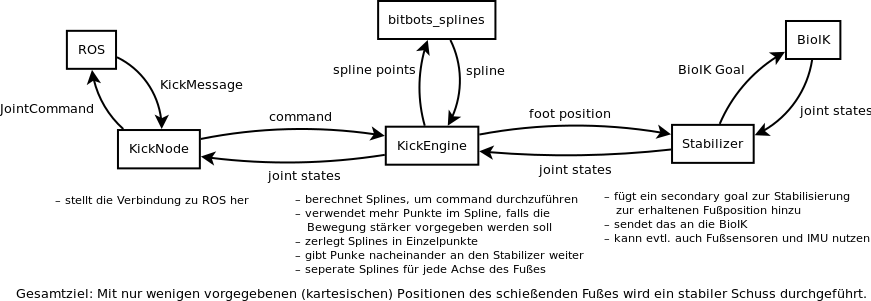 bitbots_splines
ROS
BioIK
spline points
spline
BioIK Goal
KickMessage
JointCommand
joint states
command
foot position
KickNode
KickEngine
Stabilizer
joint states
joint states
– stellt die Verbindung zu ROS her
– berechnet Splines, um command durchzuführen
– verwendet mehr Punkte im Spline, falls die
Bewegung stärker vorgegeben werden soll
– zerlegt Splines in Einzelpunkte
– gibt Punke nacheinander an den Stabilizer weiter
– seperate Splines für jede Achse des Fußes
– fügt ein secondary goal zur Stabilisierung
zur erhaltenen Fußposition hinzu
– sendet das an die BioIK
– kann evtl. auch Fußsensoren und IMU nutzen
Gesamtziel: Mit nur wenigen vorgegebenen (kartesischen) Positionen des schießenden Fußes wird ein stabiler Schuss durchgeführt.